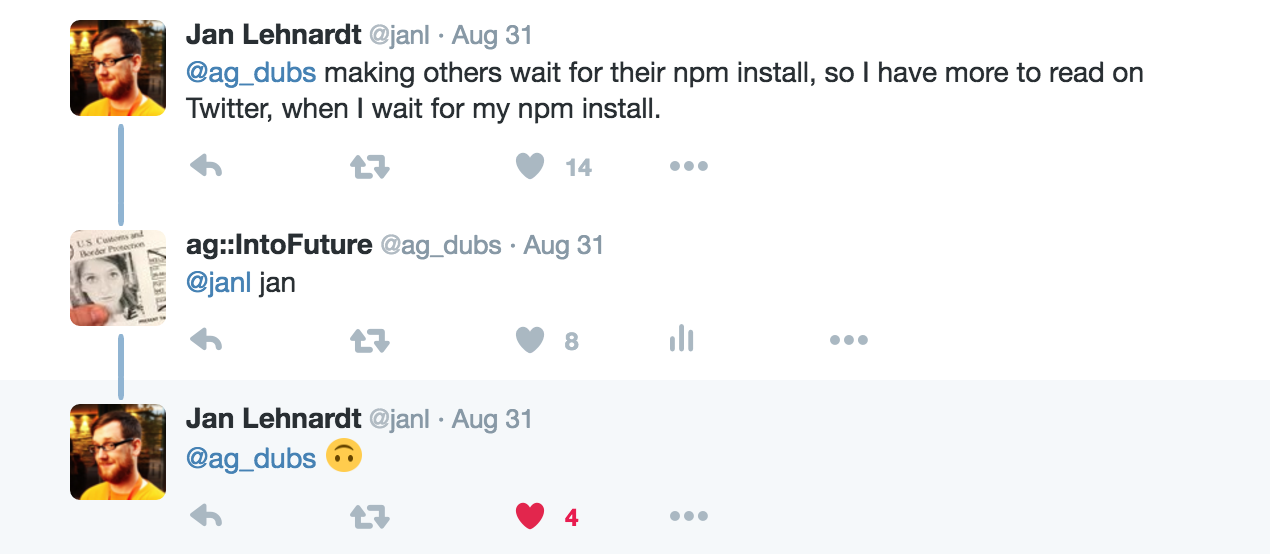 Jan Lehnardt @janl · Aug 31
@ag_dubs making others wait for their npm install, so I have more to read on
Twitter, when I wait for my npm install.
14
U.S. Customs and
Border Protection
ag::IntoFuture @ag_dubs · Aug 31
@janl jan
8
Jan Lehnardt @janl · Aug 31
@ag_dubs 🙃
4